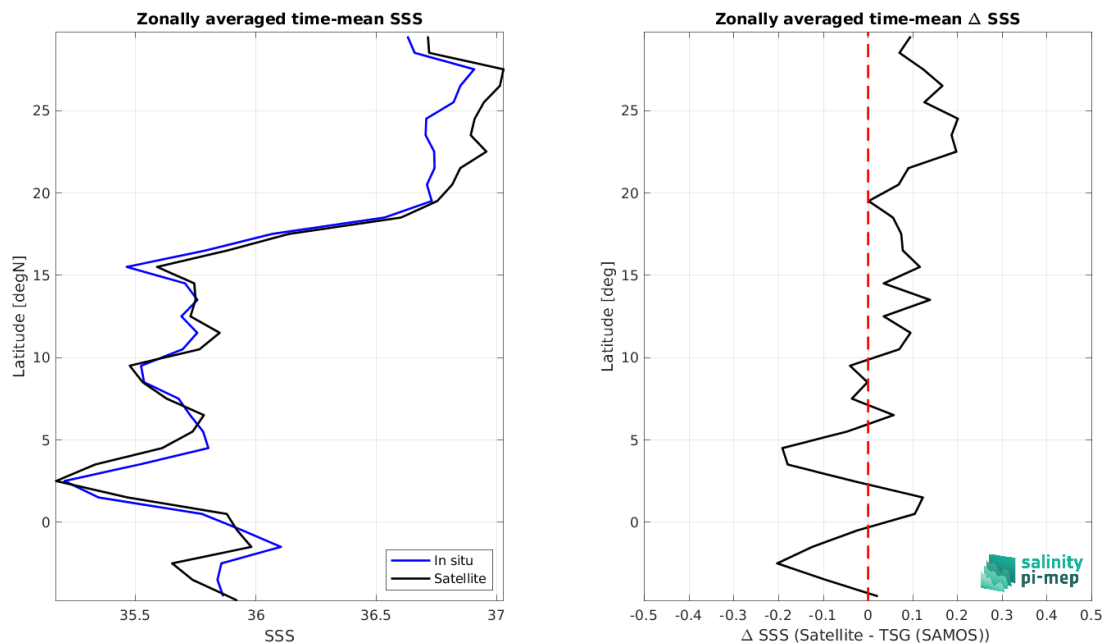 Zonally averaged time-mean SSS
Latitude [degN]
25
20
15
10
5
0
35.5
36
36.5
37
SSS
In situ
Satellite
Zonally averaged time-mean Δ SSS
Latitude [deg]
25
20
15
10
5
0
-0.5
-0.4
-0.3
-0.2
-0.1
0
0.1
0.2
0.3
0.4
0.5
Δ SSS (Satellite - TSG (SAMOS))
salinity
pi-mep